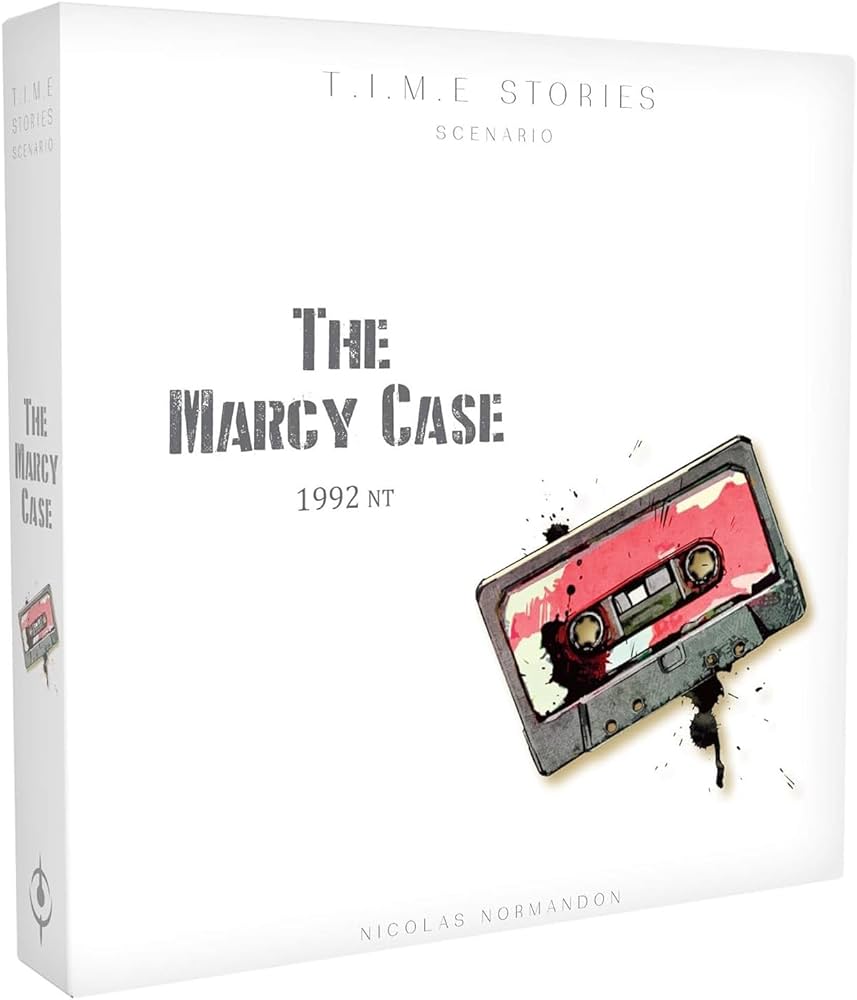 T.I.M.E STORIES
SCENARIO
THE
MARCY CASE
1992 NT
NICOLAS NORMANDON
T.I.M.E
STORIES
SCENARIO
THE
MARCY
CASE